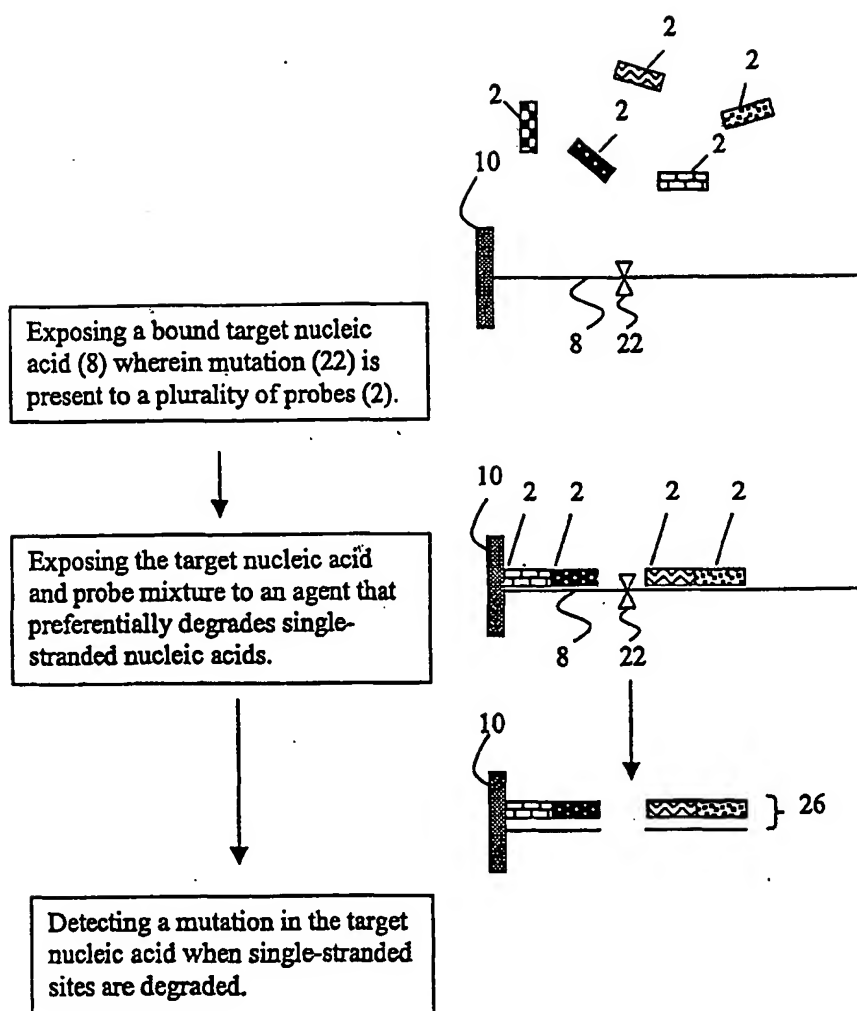 2
2
2
2
2
10
8
22
Exposing a bound target nucleic
acid (8) wherein mutation (22) is
present to a plurality of probes (2).
10
2
2
2
2
Exposing the target nucleic acid
and probe mixture to an agent that
preferentially degrades single-
stranded nucleic acids.
8
22
10
26
Detecting a mutation in the target
nucleic acid when single-stranded
sites are degraded.